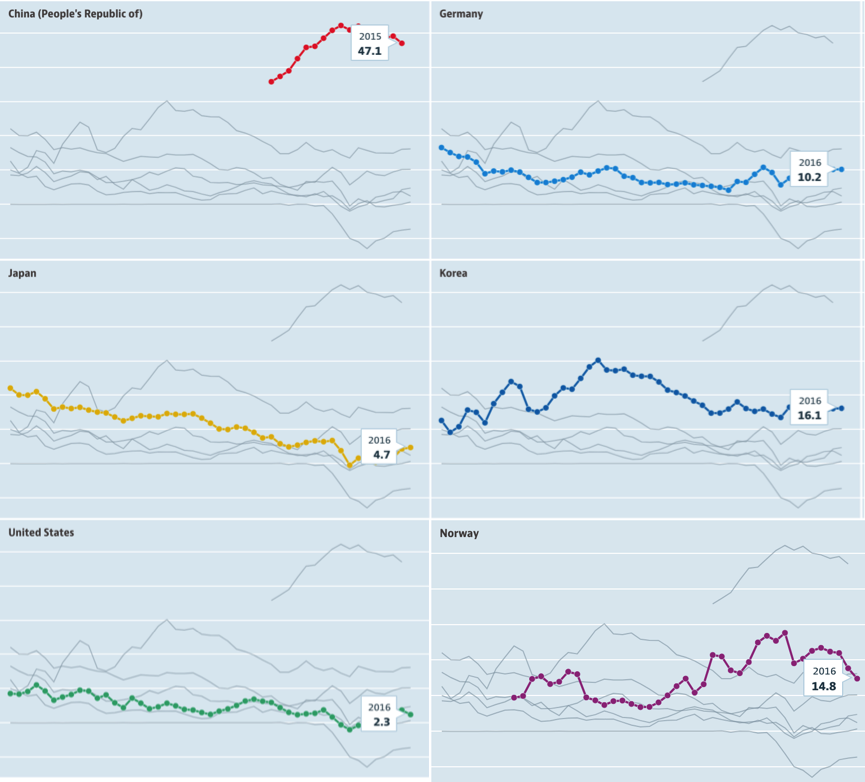 China (People's Republic of)
2015
47.1
Germany
2016
10.2
Japan
2016
4.7
Korea
2016
16.1
United States
2016
2.3
Norway
2016
14.8